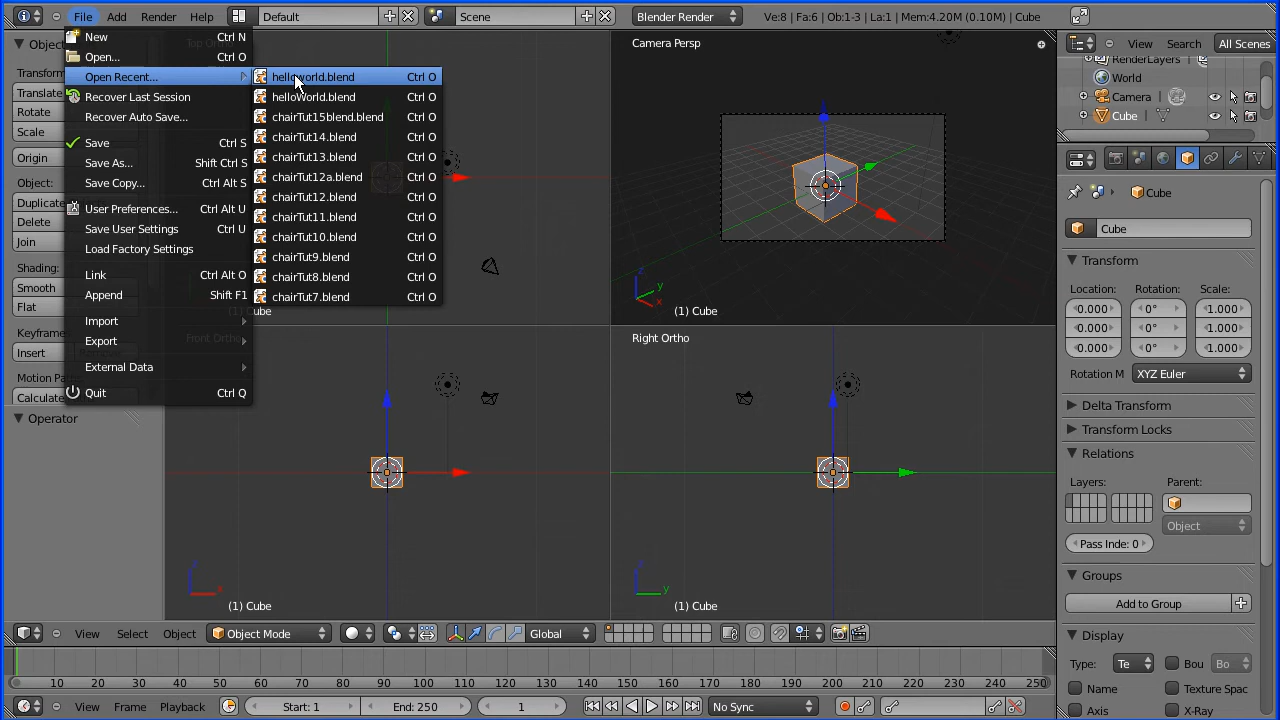 File Add Render Help Default Scene Blender Render Ve:8 | Fa:6 | Ob:1-3 | La:1 | Mem:4.20M (0.10M) | Cube
New Ctrl N
Open... Ctrl O
Open Recent... 
Recover Last Session
Recover Auto Save...
Save Ctrl S
Save As... Shift Ctrl S
Save Copy... Ctrl Alt S
User Preferences... Ctrl Alt U
Save User Settings Ctrl U
Load Factory Settings
Link Ctrl Alt O
Append Shift F1
Import
Export
External Data
Quit Ctrl Q
helloworld.blend Ctrl O
helloWorld.blend Ctrl O
chairTut15blend.blend Ctrl O
chairTut14.blend Ctrl O
chairTut13.blend Ctrl O
chairTut12a.blend Ctrl O
chairTut12.blend Ctrl O
chairTut11.blend Ctrl O
chairTut10.blend Ctrl O
chairTut9.blend Ctrl O
chairTut8.blend Ctrl O
chairTut7.blend Ctrl O
Object
Transform
Translate
Rotate
Scale
Origin
Object:
Duplicate
Delete
Join
Shading:
Smooth
Flat
Keyframe
Insert
Motion Paths
Calculate
Operator
Top Ortho
Cube
Camera Persp
z
y
x
(1) Cube
Front Ortho
z
x
(1) Cube
Right Ortho
z
y
(1) Cube
View Search All Scenes
RenderLayers
World
Camera
Cube
Cube
Cube
Transform
Location: Rotation: Scale:
0.000 0° 1.000
0.000 0° 1.000
0.000 0° 1.000
Rotation M XYZ Euler
Delta Transform
Transform Locks
Relations
Layers: Parent:
Object
Pass Inde: 0
Groups
Add to Group
Display
Type: Te Bou Bo
Name Texture Spac
Axis X-Ray
View Select Object Object Mode Global
10 20 30 40 50 60 70 80 90 100 110 120 130 140 150 160 170 180 190 200 210 220 230 240 250
View Frame Playback Start: 1 End: 250 1 No Sync